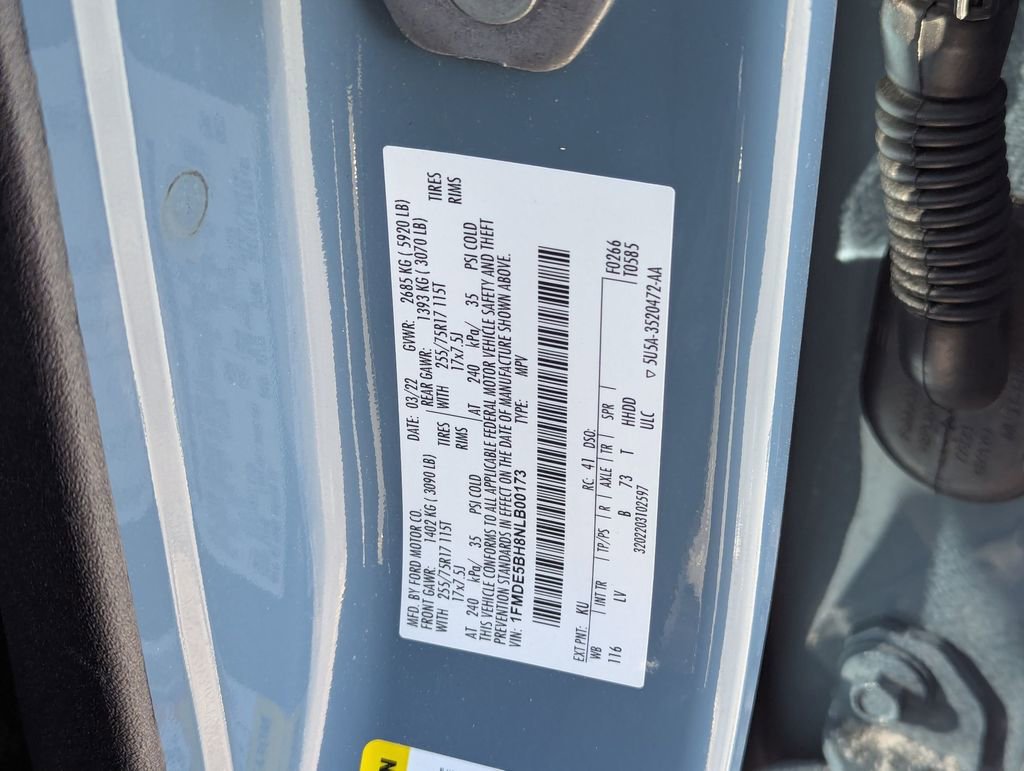 MFD. BY FORD MOTOR CO.
DATE: 03/22 GVWR: 2685 KG ( 5920 LB)
FRONT GAWR: 1402 KG ( 3090 LB) REAR GAWR: 1393 KG ( 3070 LB)
WITH 255/75R17 115T TIRES WITH 255/75R17 115T TIRES
17x7.5J RIMS 17x7.5J RIMS
AT 240 kPa/ 35 PSI COLD AT 240 kPa/ 35 PSI COLD
THIS VEHICLE CONFORMS TO ALL APPLICABLE FEDERAL MOTOR VEHICLE SAFETY AND THEFT
PREVENTION STANDARDS IN EFFECT ON THE DATE OF MANUFACTURE SHOWN ABOVE.
VIN: 1FMDE5BH8NLB00173 TYPE: MPV
EXT PNT: KU RC: 41 DSO: F0266
WB INT TR TP/PS R AXLE TR SPR T0585
116 LV B 73 T HHDD
3202203102597 ULC ▽ 5U5A-3520472-AA